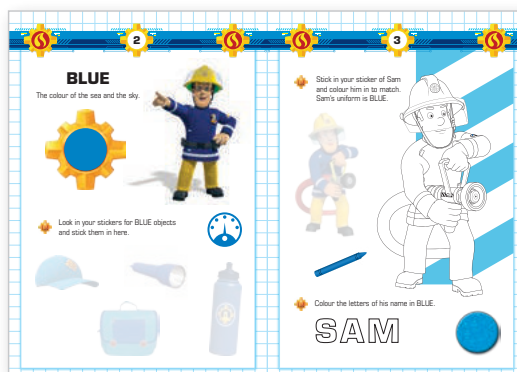 2
BLUE
The colour of the sea and the sky.
Look in your stickers for BLUE objects
and stick them in here.
3
Stick in your sticker of Sam
and colour him in to match.
Sam's uniform is BLUE.
Colour the letters of his name in BLUE.
SAM